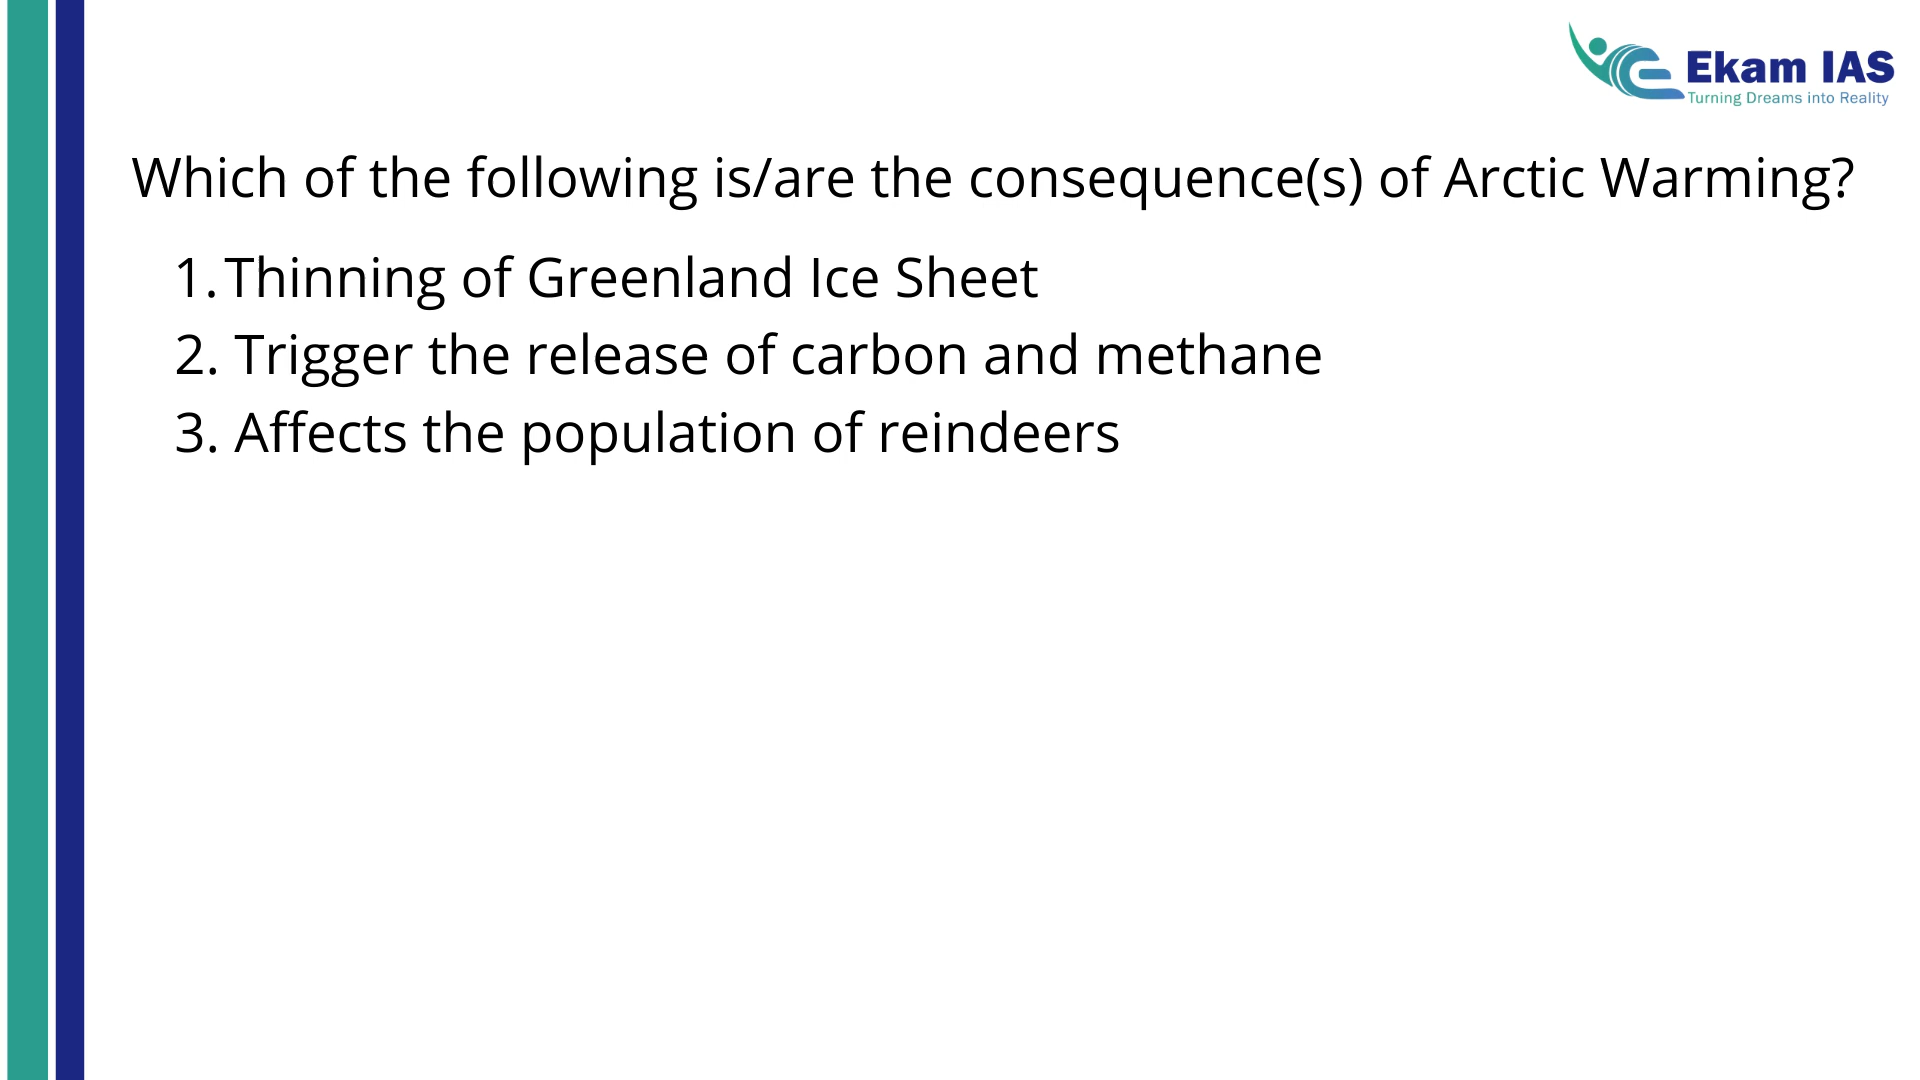 Ekam IAS
Turning Dreams into Reality
Which of the following is/are the consequence(s) of Arctic Warming?
1. Thinning of Greenland Ice Sheet
2. Trigger the release of carbon and methane
3. Affects the population of reindeers